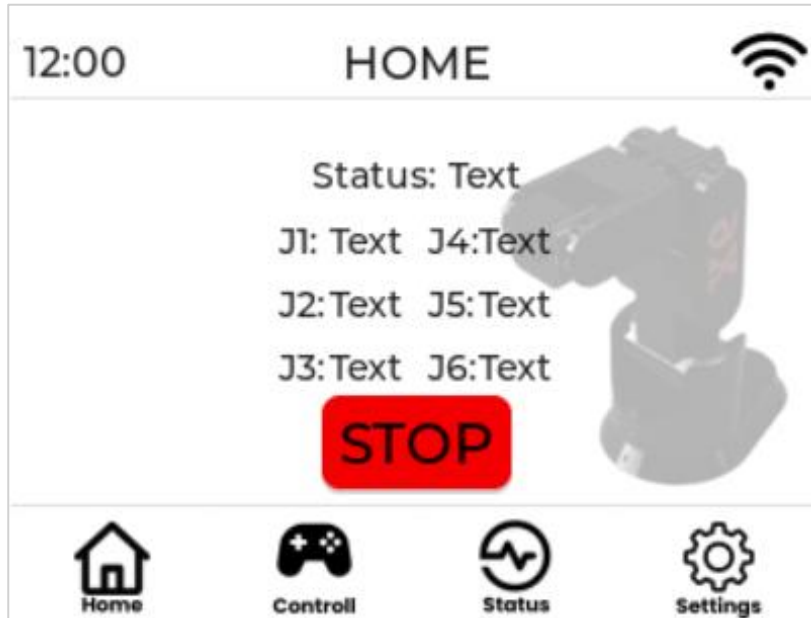 12:00 HOME
Status: Text
J1: Text J4:Text
J2:Text J5:Text
J3:Text J6:Text
STOP
Home Controll Status Settings